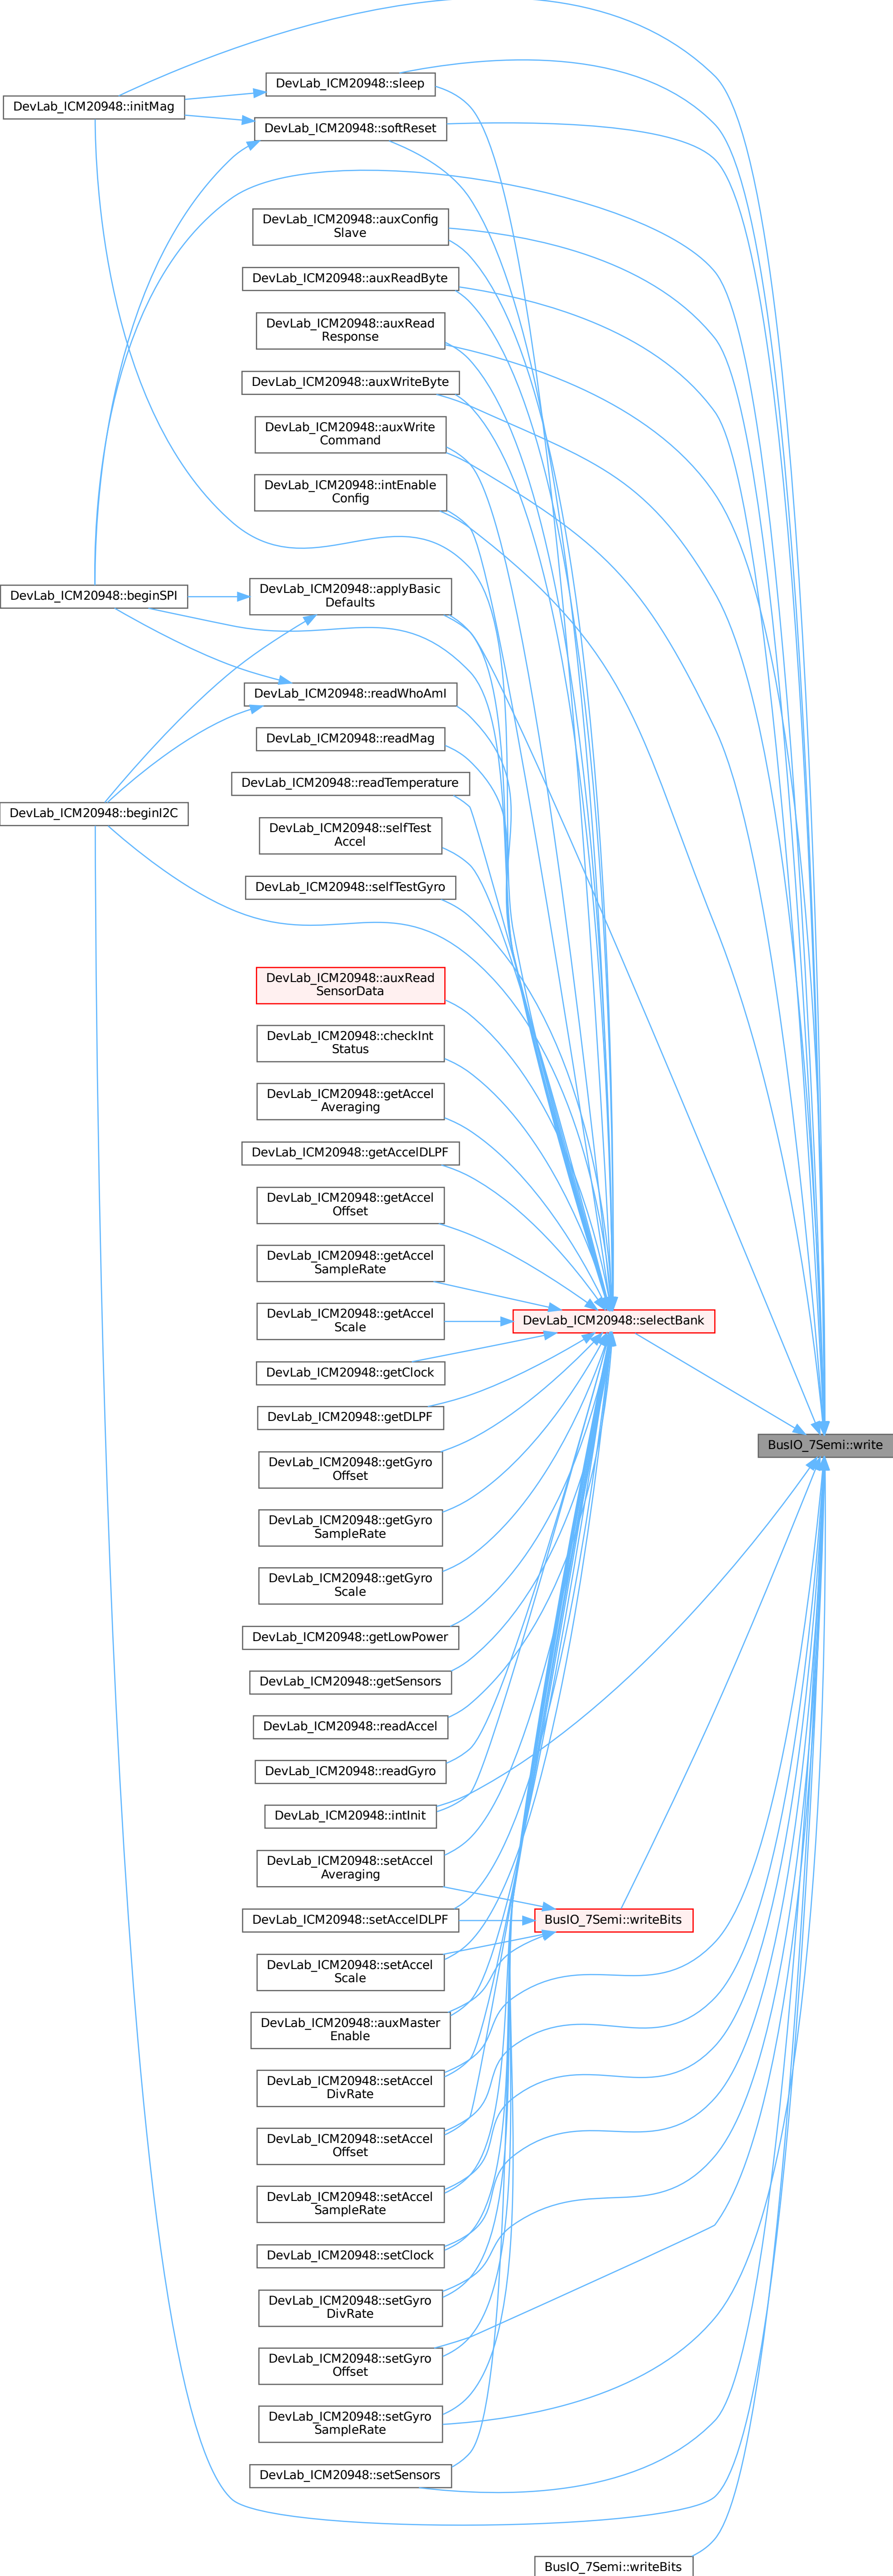 DevLab_ICM20948::sleep
DevLab_ICM20948::initMag
DevLab_ICM20948::softReset
DevLab_ICM20948::auxConfig
Slave
DevLab_ICM20948::auxReadByte
DevLab_ICM20948::auxRead
Response
DevLab_ICM20948::auxWriteByte
DevLab_ICM20948::auxWrite
Command
DevLab_ICM20948::intEnable
Config
DevLab_ICM20948::beginSPI
DevLab_ICM20948::applyBasic
Defaults
DevLab_ICM20948::readWhoAmI
DevLab_ICM20948::readMag
DevLab_ICM20948::readTemperature
DevLab_ICM20948::beginI2C
DevLab_ICM20948::selfTest
Accel
DevLab_ICM20948::selfTestGyro
DevLab_ICM20948::auxRead
SensorData
DevLab_ICM20948::checkInt
Status
DevLab_ICM20948::getAccel
Averaging
DevLab_ICM20948::getAccelDLPF
DevLab_ICM20948::getAccel
Offset
DevLab_ICM20948::getAccel
SampleRate
DevLab_ICM20948::getAccel
Scale
DevLab_ICM20948::selectBank
DevLab_ICM20948::getClock
DevLab_ICM20948::getDLPF
BusIO_7Semi::write
DevLab_ICM20948::getGyro
Offset
DevLab_ICM20948::getGyro
SampleRate
DevLab_ICM20948::getGyro
Scale
DevLab_ICM20948::getLowPower
DevLab_ICM20948::getSensors
DevLab_ICM20948::readAccel
DevLab_ICM20948::readGyro
DevLab_ICM20948::intInit
DevLab_ICM20948::setAccel
Averaging
DevLab_ICM20948::setAccelDLPF
BusIO_7Semi::writeBits
DevLab_ICM20948::setAccel
Scale
DevLab_ICM20948::auxMaster
Enable
DevLab_ICM20948::setAccel
DivRate
DevLab_ICM20948::setAccel
Offset
DevLab_ICM20948::setAccel
SampleRate
DevLab_ICM20948::setClock
DevLab_ICM20948::setGyro
DivRate
DevLab_ICM20948::setGyro
Offset
DevLab_ICM20948::setGyro
SampleRate
DevLab_ICM20948::setSensors
BusIO_7Semi::writeBits